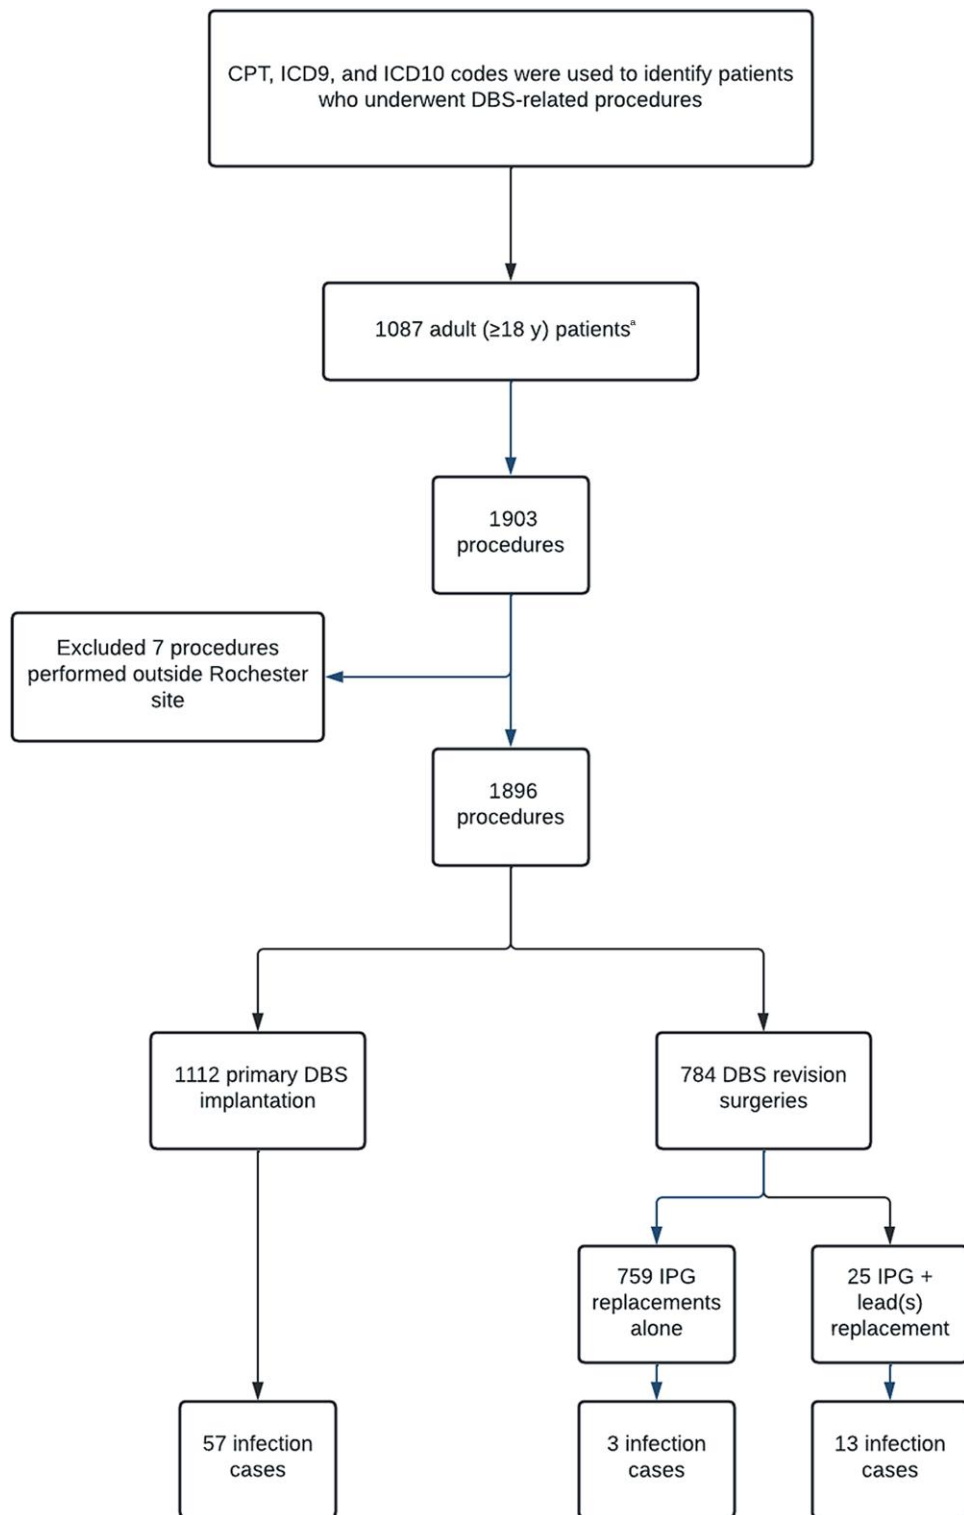 CPT, ICD9, and ICD10 codes were used to identify patients
who underwent DBS-related procedures
1087 adult (≥18 y) patientsᵃ
1903
procedures
Excluded 7 procedures
performed outside Rochester
site
1896
procedures
1112 primary DBS
implantation
784 DBS revision
surgeries
759 IPG
replacements
alone
25 IPG +
lead(s)
replacement
57 infection
cases
3 infection
cases
13 infection
cases